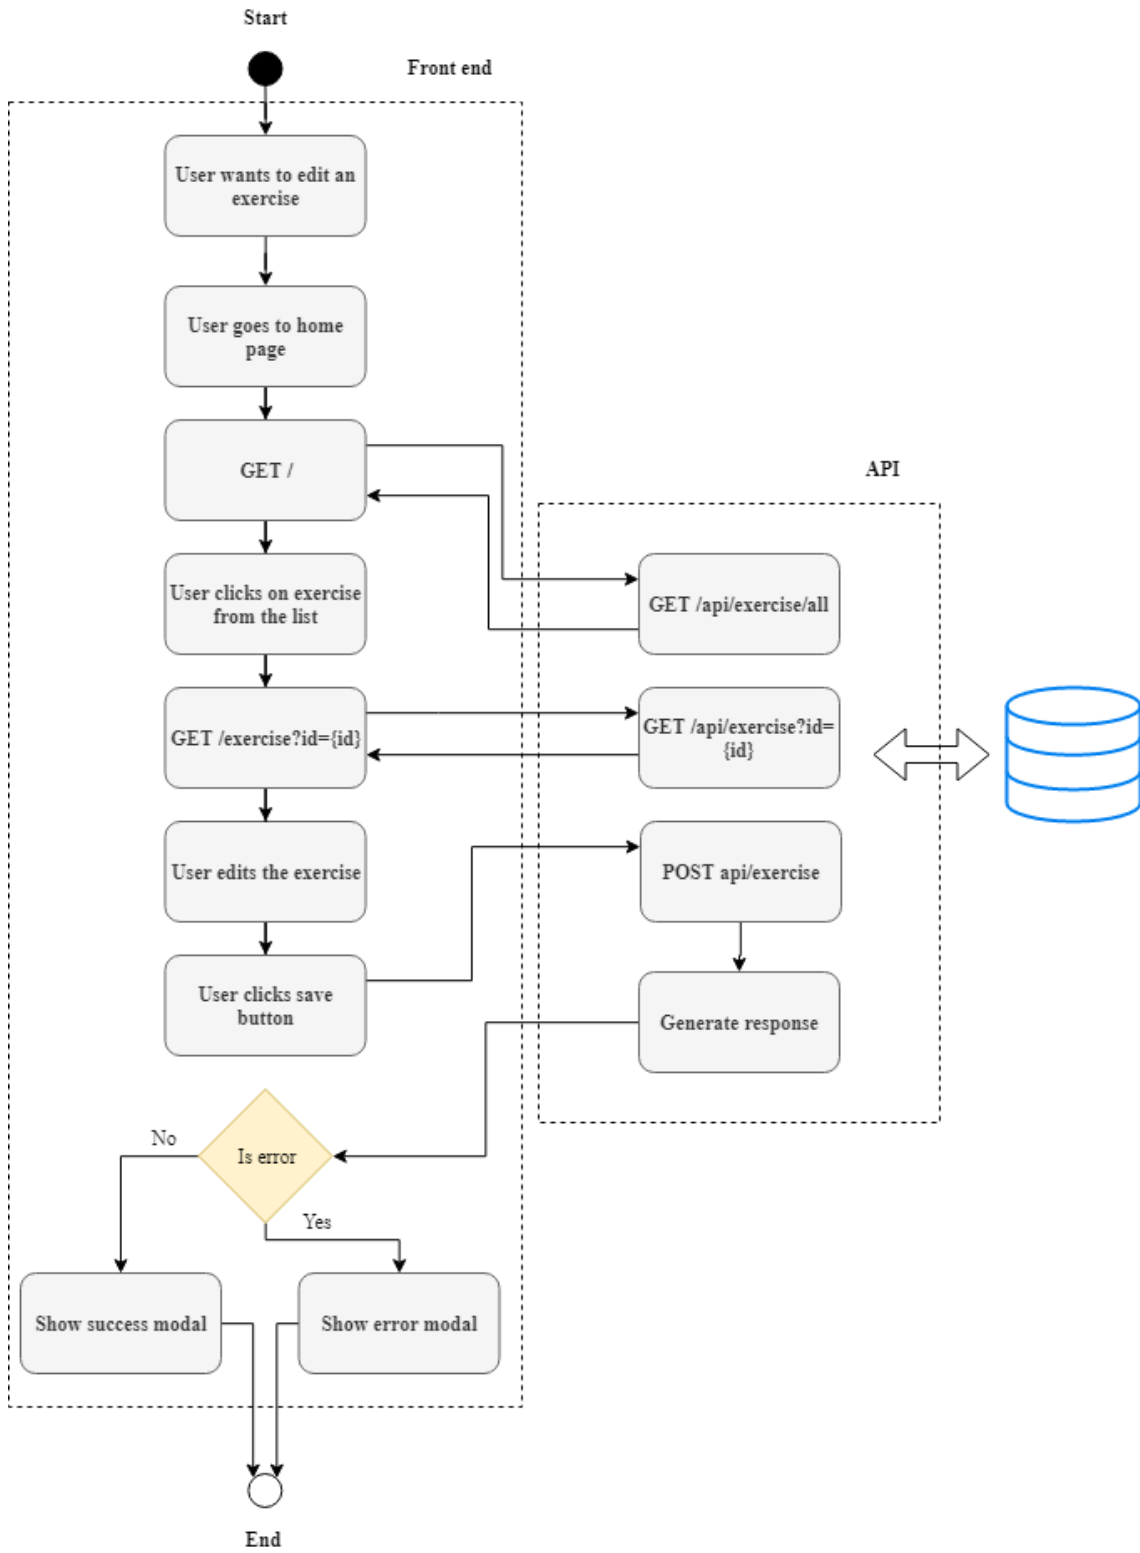 Start
Front end
User wants to edit an
exercise
User goes to home
page
GET /
API
User clicks on exercise
from the list
GET /api/exercise/all
GET /exercise?id={id}
GET /api/exercise?id=
{id}
User edits the exercise
POST api/exercise
User clicks save
button
Generate response
No
Is error
Yes
Show success modal
Show error modal
End